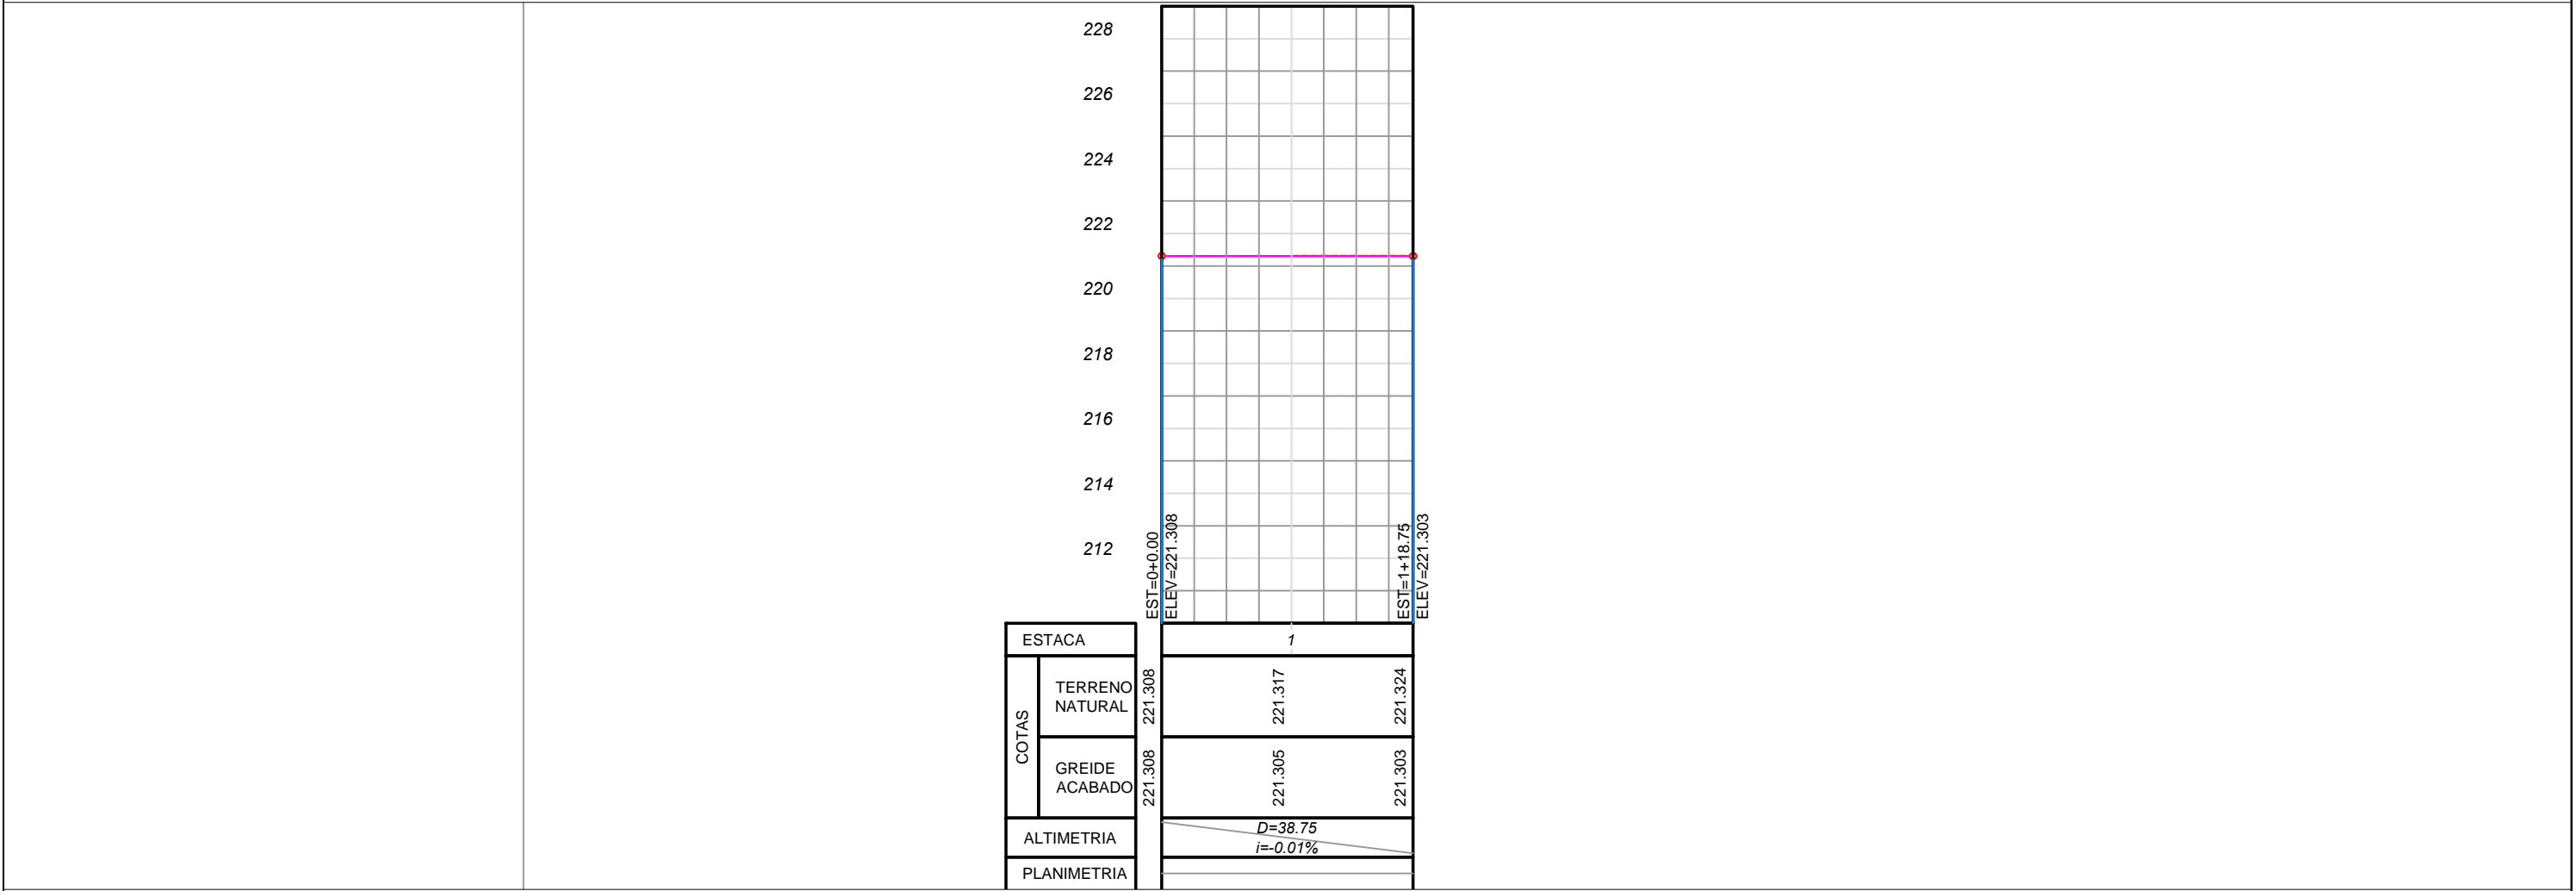 228
226
224
222
220
218
216
214
212
EST=0+0.00
ELEV=221.308
EST=1+18.75
ELEV=221.303
ESTACA
1
COTAS
TERRENO
NATURAL
221.308
221.317
221.324
GREIDE
ACABADO
221.308
221.305
221.303
ALTIMETRIA
D=38.75
i=-0.01%
PLANIMETRIA